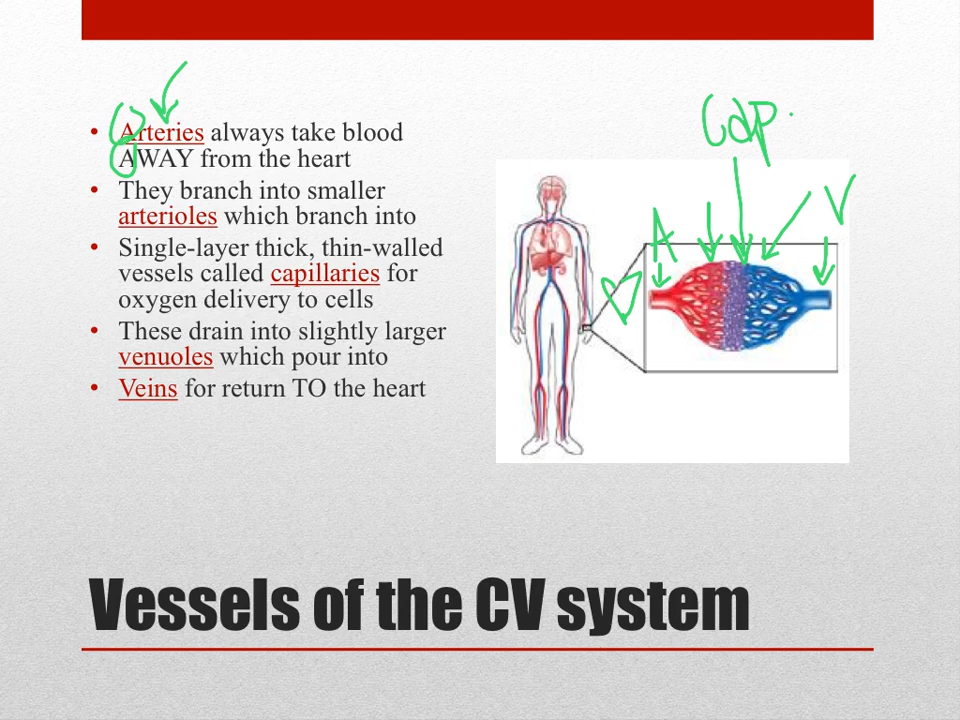 • Arteries always take blood
AWAY from the heart
• They branch into smaller
arterioles which branch into
• Single-layer thick, thin-walled
vessels called capillaries for
oxygen delivery to cells
• These drain into slightly larger
venuoles which pour into
• Veins for return TO the heart
Cap.
A
V
Vessels of the CV system